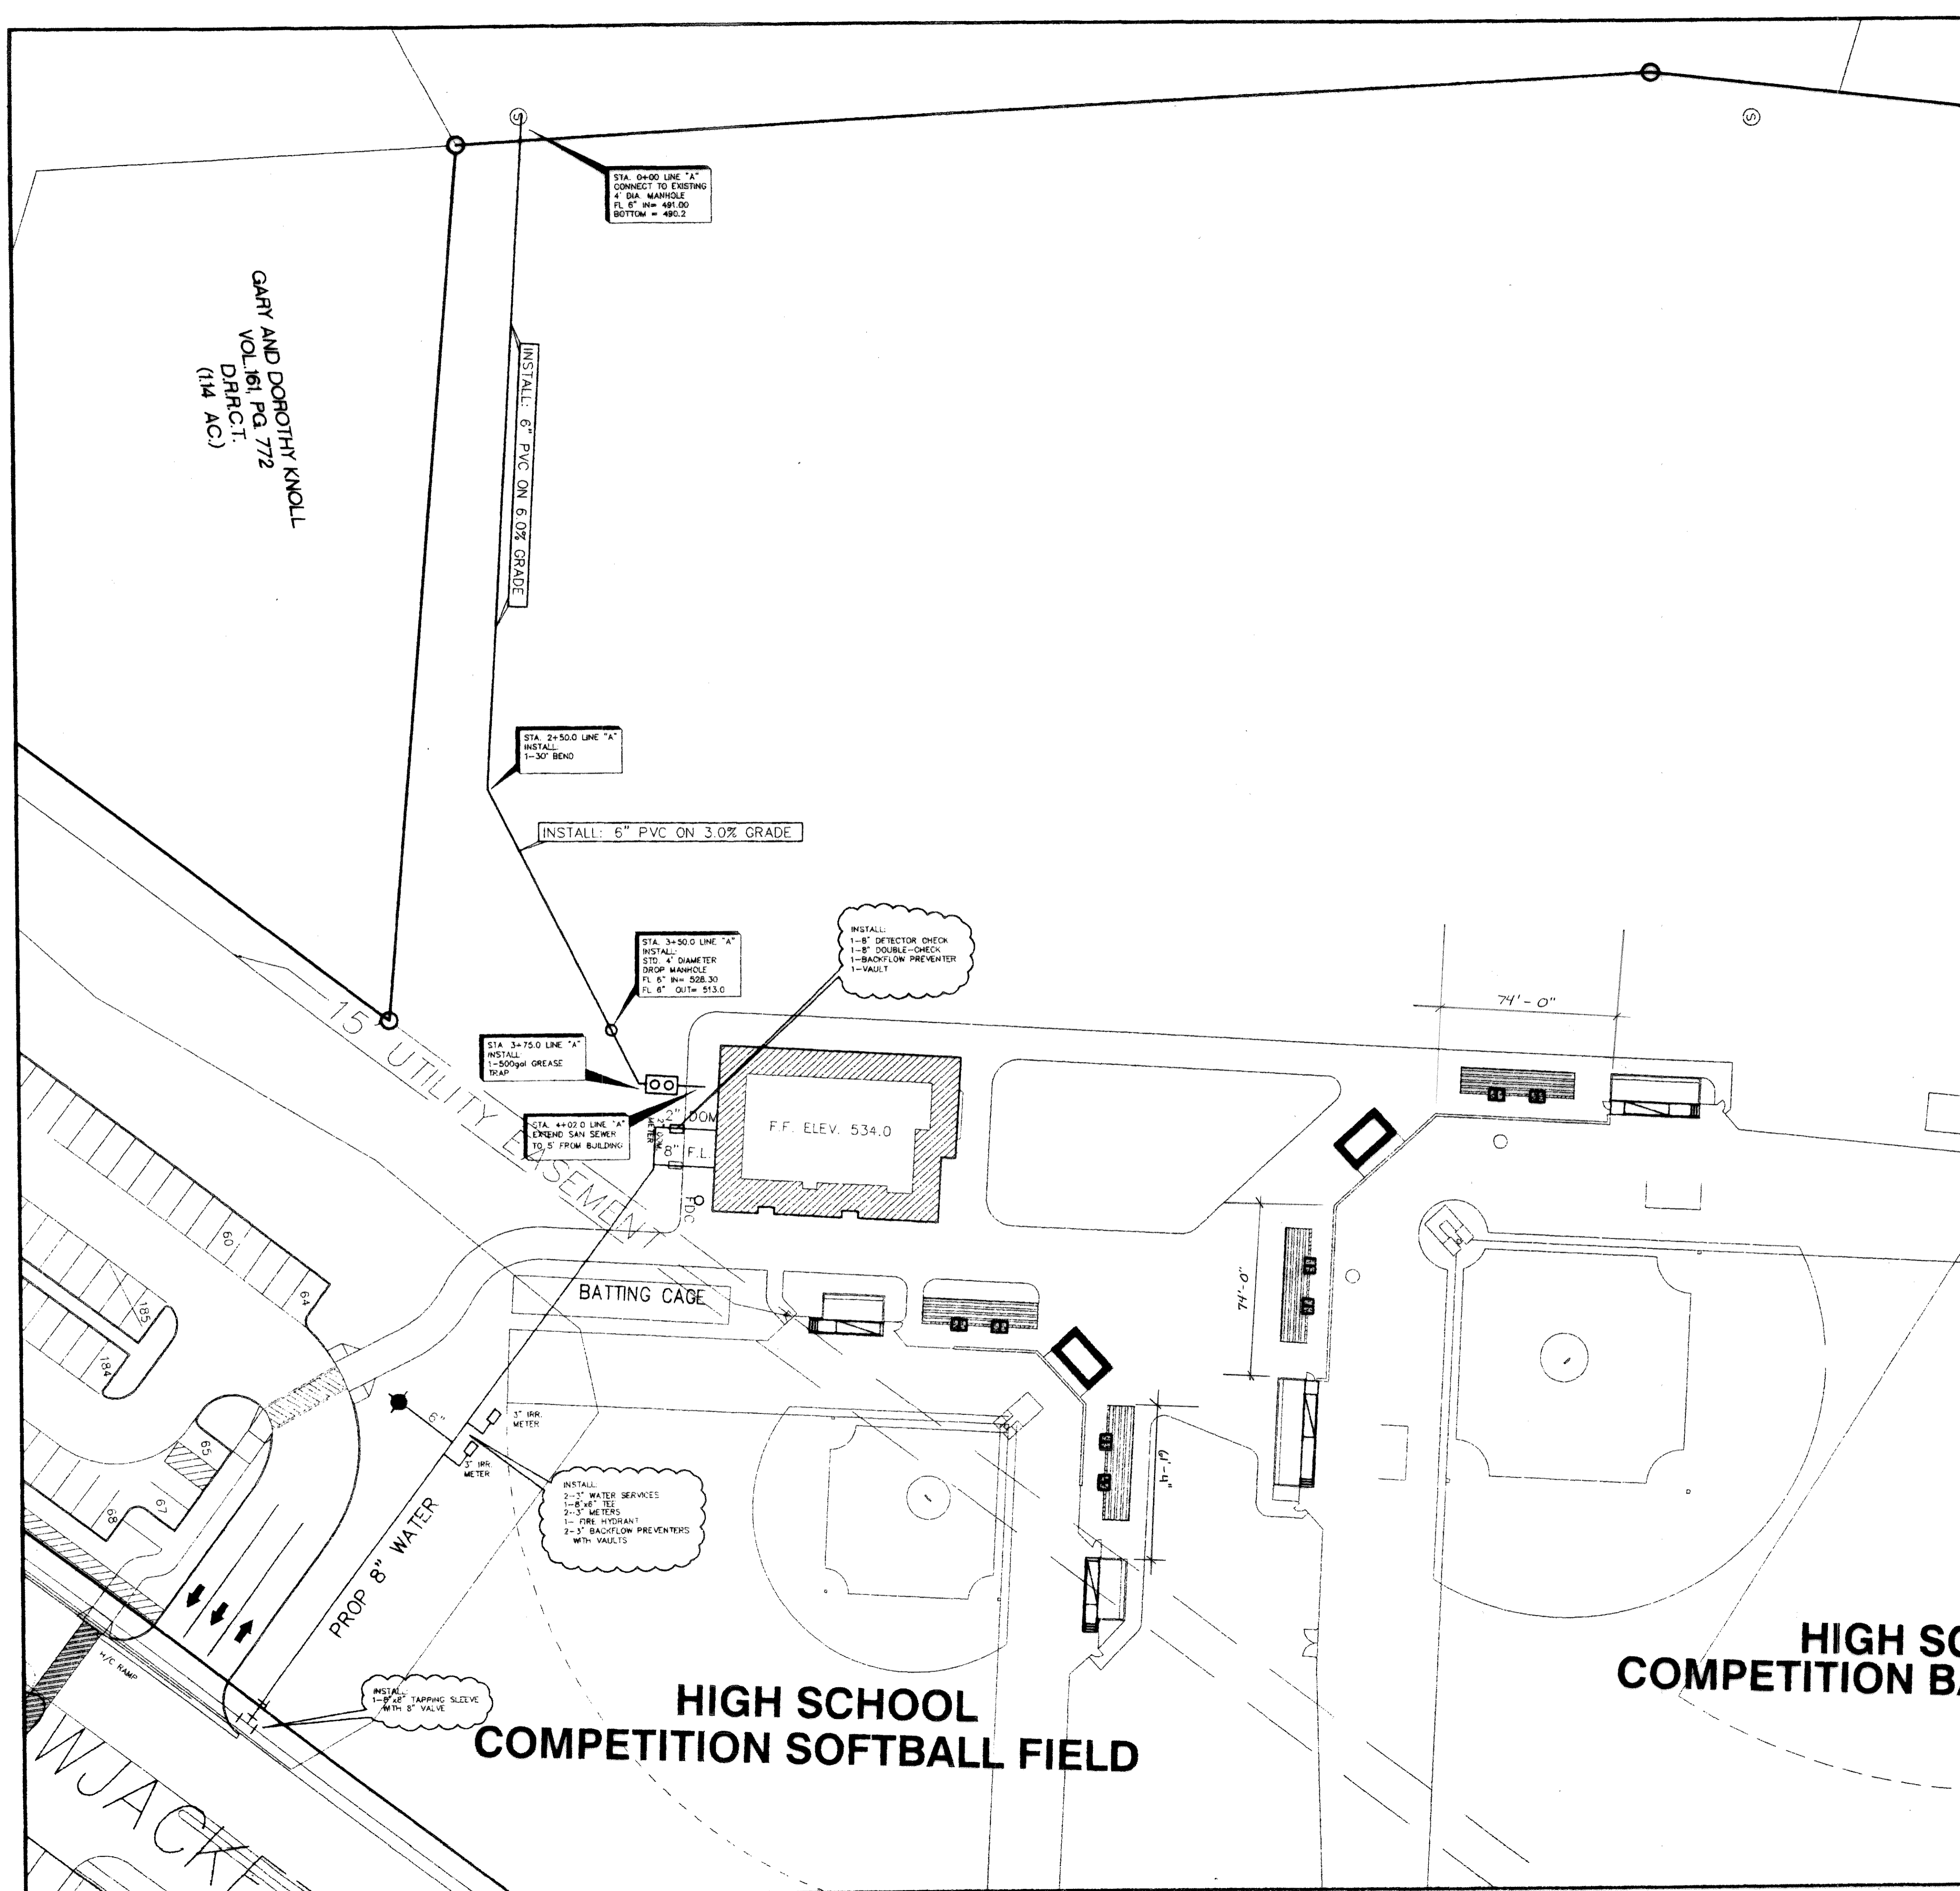 STA. 0+00 LINE "A"
CONNECT TO EXISTING
4' DIA. MANHOLE
FL 6" IN= 491.00
BOTTOM = 490.2
S
S
GARY AND DOROTHY KNOLL
VOL.161, PG. 772
D.R.R.C.T.
(1.14 AC.)
INSTALL: 6" PVC ON 6.0% GRADE
STA. 2+50.0 LINE "A"
INSTALL
1-30° BEND
INSTALL: 6" PVC ON 3.0% GRADE
STA. 3+50.0 LINE "A"
INSTALL:
STD. 4' DIAMETER
DROP MANHOLE
FL 6" IN= 528.30
FL 6" OUT= 513.0
INSTALL:
1-8" DETECTOR CHECK
1-8" DOUBLE-CHECK
1-BACKFLOW PREVENTER
1-VAULT
STA 3+75.0 LINE "A"
INSTALL
1-500gal GREASE
TRAP
STA. 4+02.0 LINE "A"
EXTEND SAN SEWER
TO 5' FROM BUILDING
15' UTILITY EASEMENT
2" DOM
2" DOM
METER
8" F.L.
FDC
F.F. ELEV. 534.0
74'-0"
74'-0"
61'-4"
BATTING CAGE
60
64
185
184
65
67
68
6"
3" IRR.
METER
3" IRR.
METER
INSTALL:
2-3" WATER SERVICES
1-8"x6" TEE
2-3" METERS
1- FIRE HYDRANT
2-3" BACKFLOW PREVENTERS
WITH VAULTS
PROP 8" WATER
H/C RAMP
INSTALL:
TAPPING SLEEVE
WITH 8" VALVE
HIGH SCHOOL
COMPETITION SOFTBALL FIELD
HIGH SC
COMPETITION BA
WJACKE